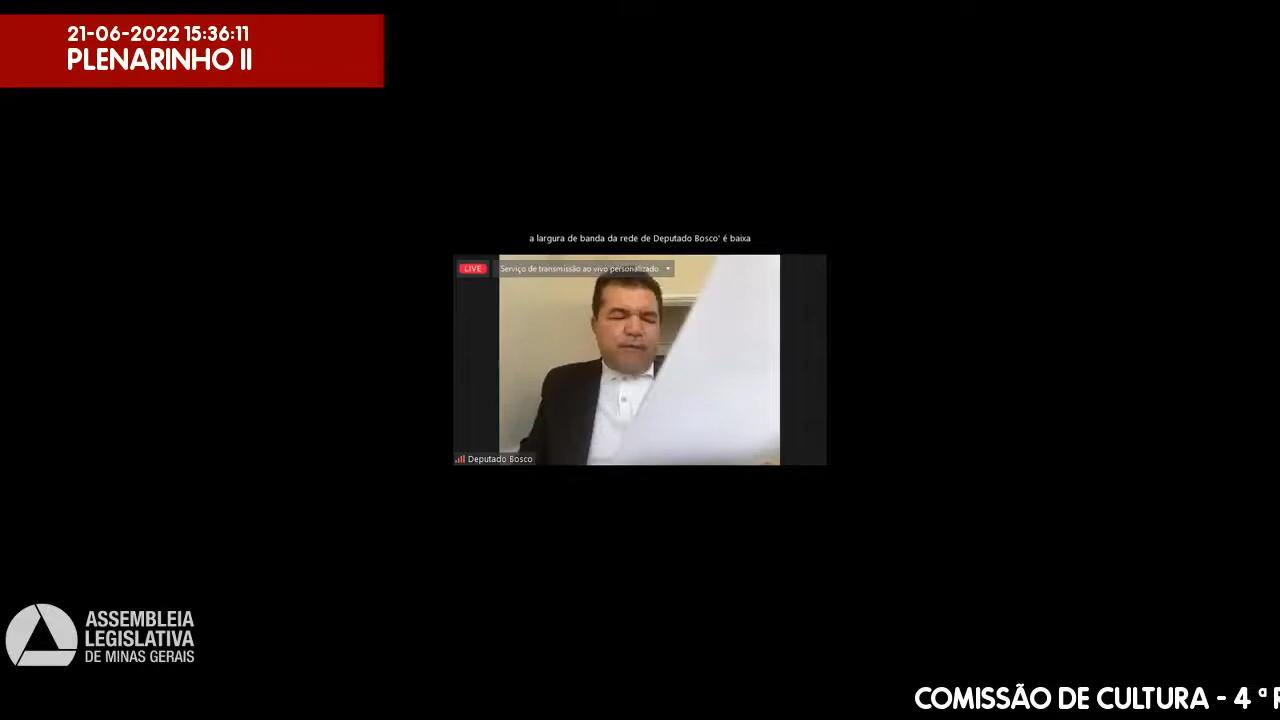 21-06-2022 15:36:11
PLENARINHO II
a largura de banda da rede de Deputado Bosco' é baixa
LIVE
Serviço de transmissão ao vivo personalizado
Deputado Bosco
ASSEMBLEIA
LEGISLATIVA
DE MINAS GERAIS
COMISSÃO DE CULTURA - 4 ª